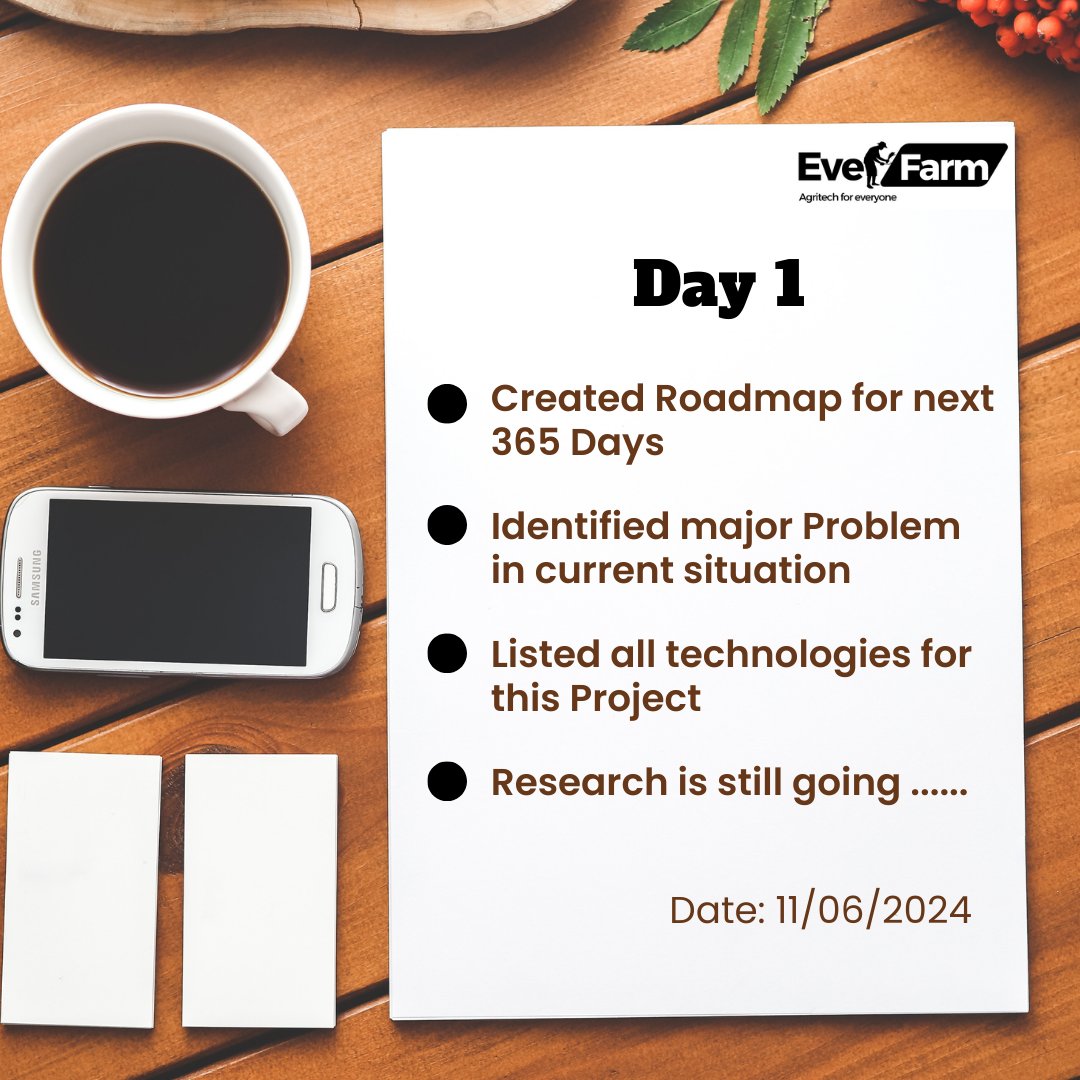 Eve Farm
Agritech for everyone
Day 1
Created Roadmap for next
365 Days
Identified major Problem
in current situation
SAMSUNG
Listed all technologies for
this Project
Research is still going ......
Date: 11/06/2024